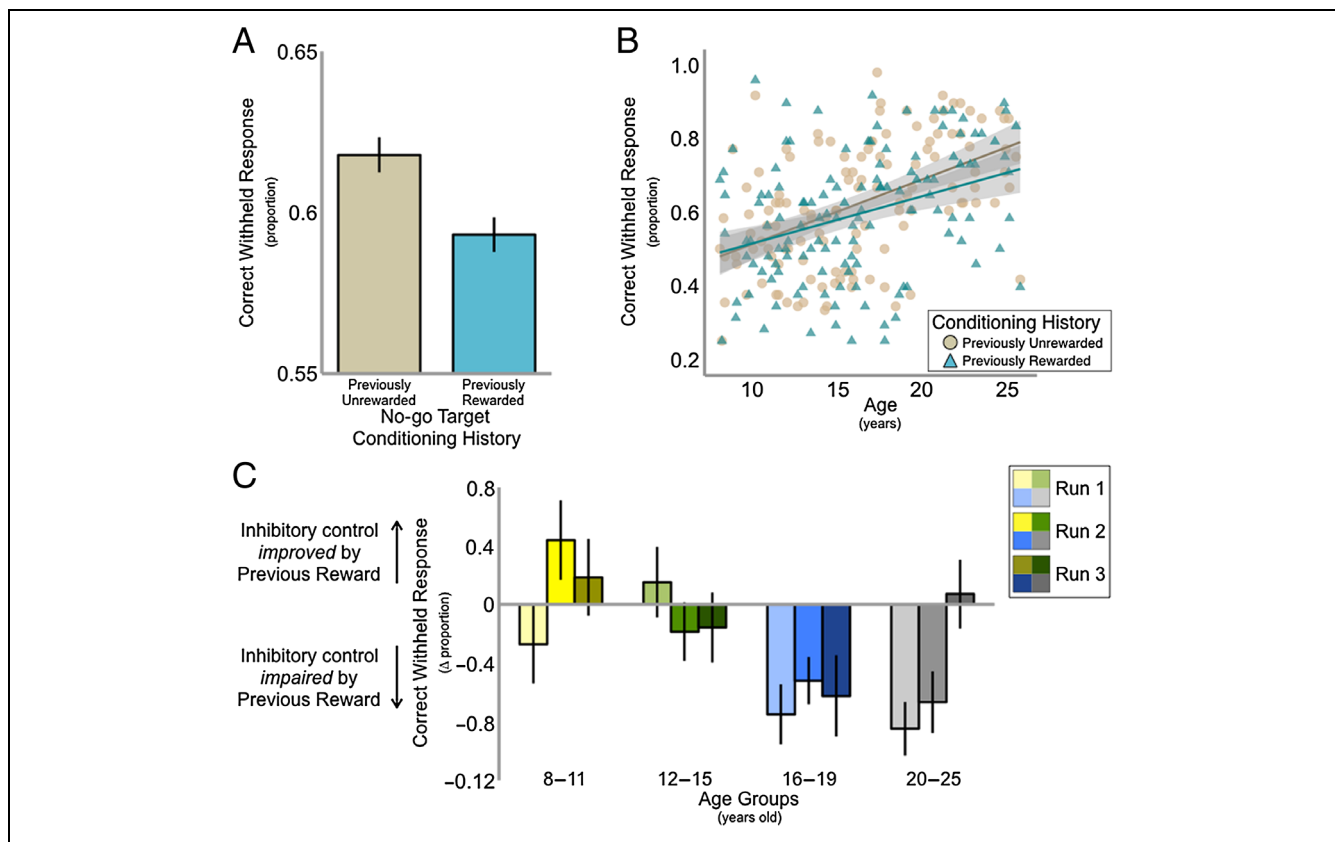 A
0.65
0.6
0.55
Correct Withheld Response
(proportion)
Previously
Unrewarded
Previously
Rewarded
No-go Target
Conditioning History
B
1.0
0.8
0.6
0.4
0.2
Correct Withheld Response
(proportion)
10
15
20
25
Age
(years)
Conditioning History
Previously Unrewarded
Previously Rewarded
C
Inhibitory control
improved by
Previous Reward
Inhibitory control
impaired by
Previous Reward
Correct Withheld Response
(Δ proportion)
0.8
0.4
0
−0.4
−0.8
−0.12
8–11
12–15
16–19
20–25
Age Groups
(years old)
Run 1
Run 2
Run 3